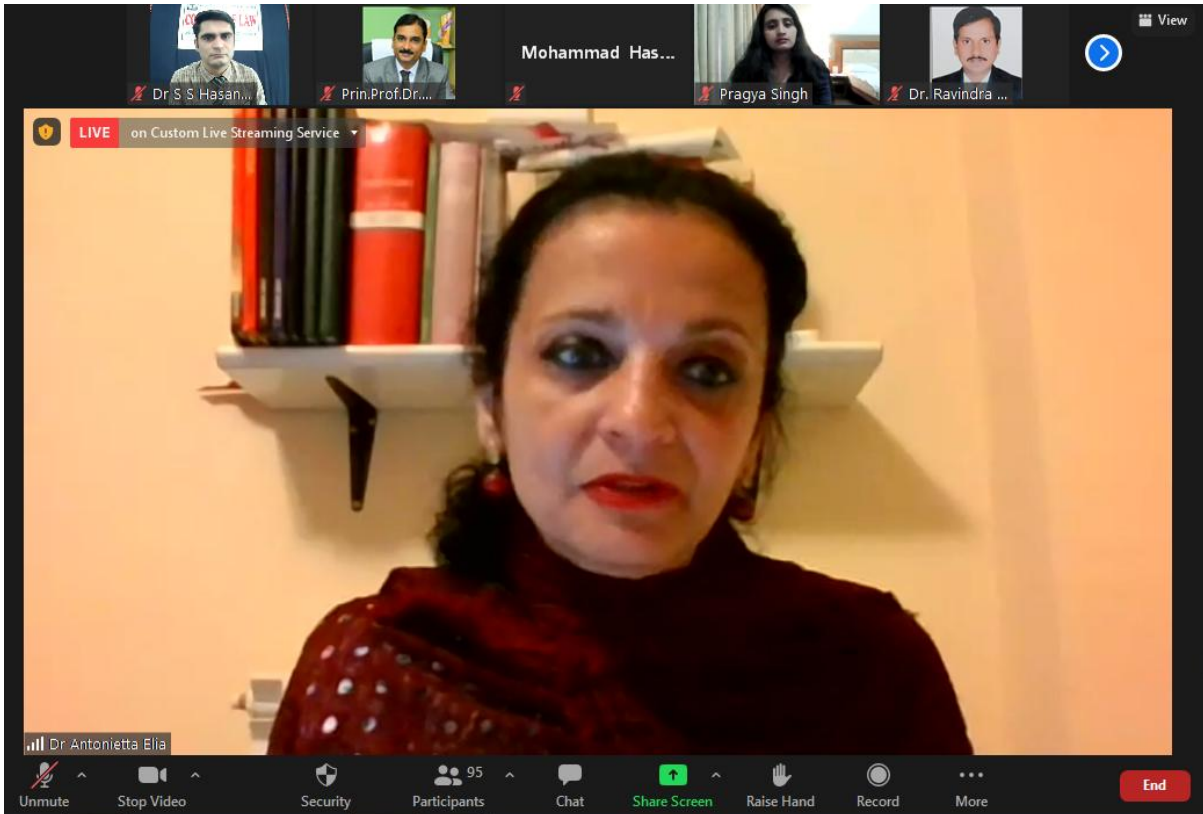 View
Dr S S Hasan...
Prin.Prof.Dr....
Mohammad Has...
Pragya Singh
Dr. Ravindra ...
LIVE on Custom Live Streaming Service
Dr Antonietta Elia
Unmute
Stop Video
Security
95
Participants
Chat
Share Screen
Raise Hand
Record
More
End